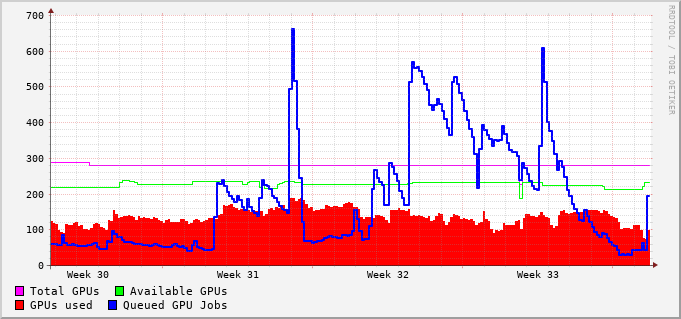 700
600
500
400
300
200
100
0
Week 30 Week 31 Week 32 Week 33
Total GPUs Available GPUs
GPUs used Queued GPU Jobs
RRDTOOL / TOBI OETIKER